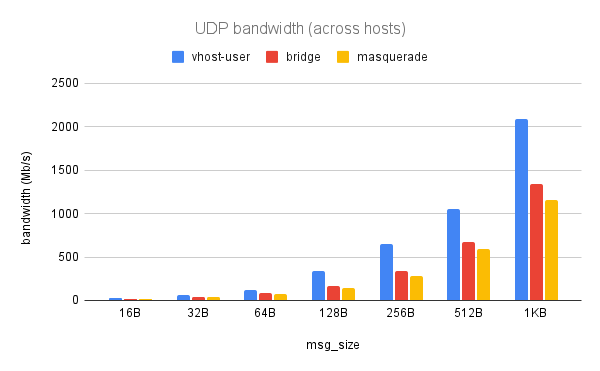 UDP bandwidth (across hosts)
vhost-user bridge masquerade
2500
2000
1500
1000
500
0
bandwidth (Mb/s)
16B 32B 64B 128B 256B 512B 1KB
msg_size